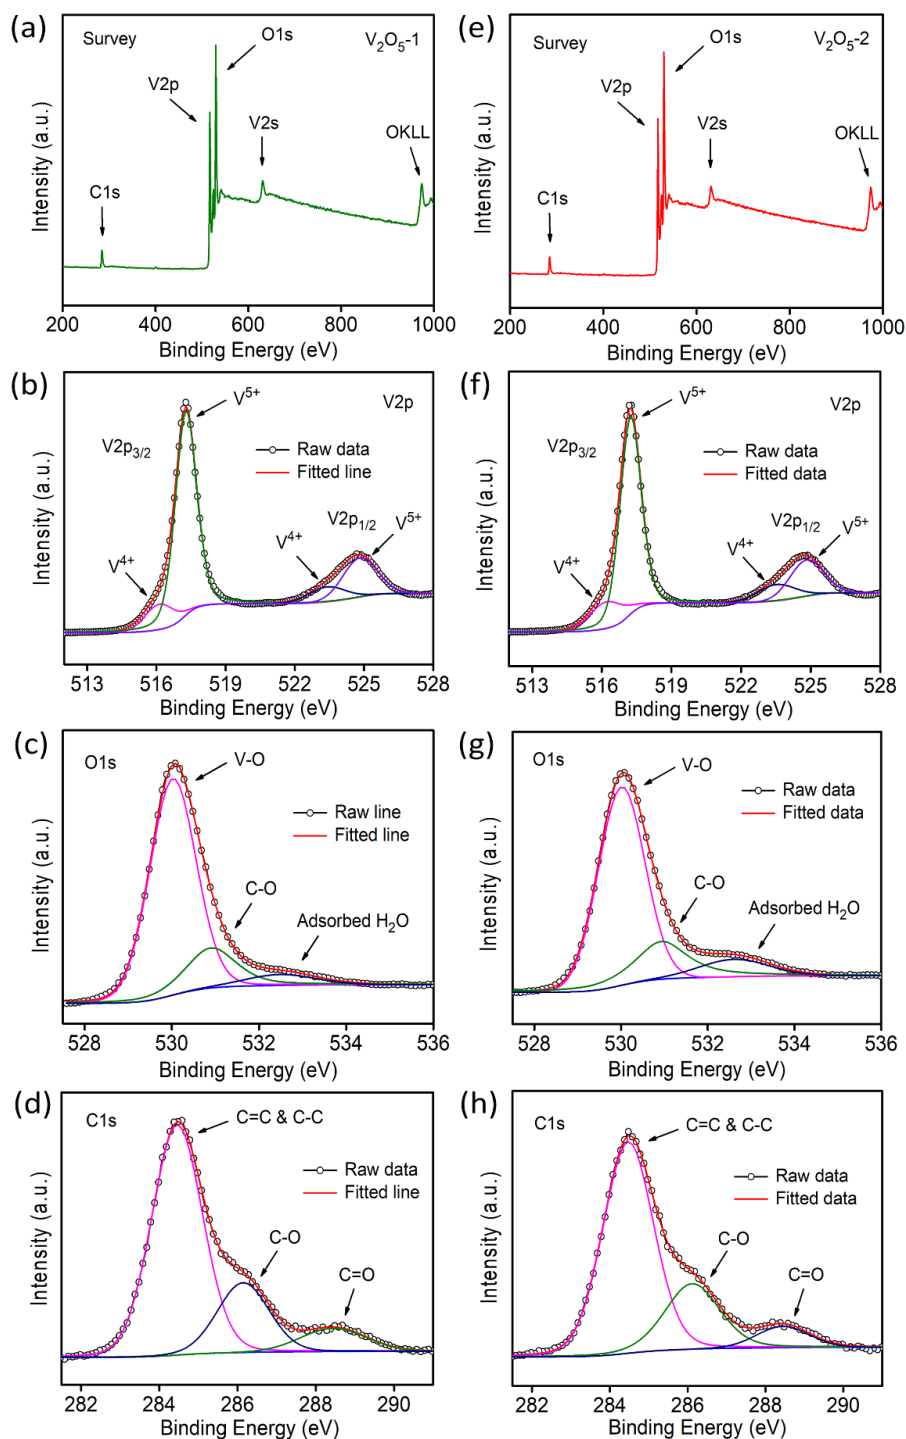 (a)
Survey
V₂O₅-1
O1s
V2p
V2s
OKLL
C1s
Intensity (a.u.)
200 400 600 800 1000
Binding Energy (eV)
(e)
Survey
V₂O₅-2
O1s
V2p
V2s
OKLL
C1s
Intensity (a.u.)
200 400 600 800 1000
Binding Energy (eV)
(b)
V⁵⁺
V2p
V2p₃/₂
Raw data
Fitted line
V2p₁/₂
V⁴⁺
V⁴⁺
V⁵⁺
Intensity (a.u.)
513 516 519 522 525 528
Binding Energy (eV)
(f)
V⁵⁺
V2p
V2p₃/₂
Raw data
Fitted data
V2p₁/₂
V⁴⁺
V⁴⁺
V⁵⁺
Intensity (a.u.)
513 516 519 522 525 528
Binding Energy (eV)
(c)
O1s
V-O
Raw line
Fitted line
C-O
Adsorbed H₂O
Intensity (a.u.)
528 530 532 534 536
Binding Energy (eV)
(g)
O1s
V-O
Raw data
Fitted data
C-O
Adsorbed H₂O
Intensity (a.u.)
528 530 532 534 536
Binding Energy (eV)
(d)
C1s
C=C & C-C
Raw data
Fitted line
C-O
C=O
Intensity (a.u.)
282 284 286 288 290
Binding Energy (eV)
(h)
C1s
C=C & C-C
Raw data
Fitted data
C-O
C=O
Intensity (a.u.)
282 284 286 288 290
Binding Energy (eV)